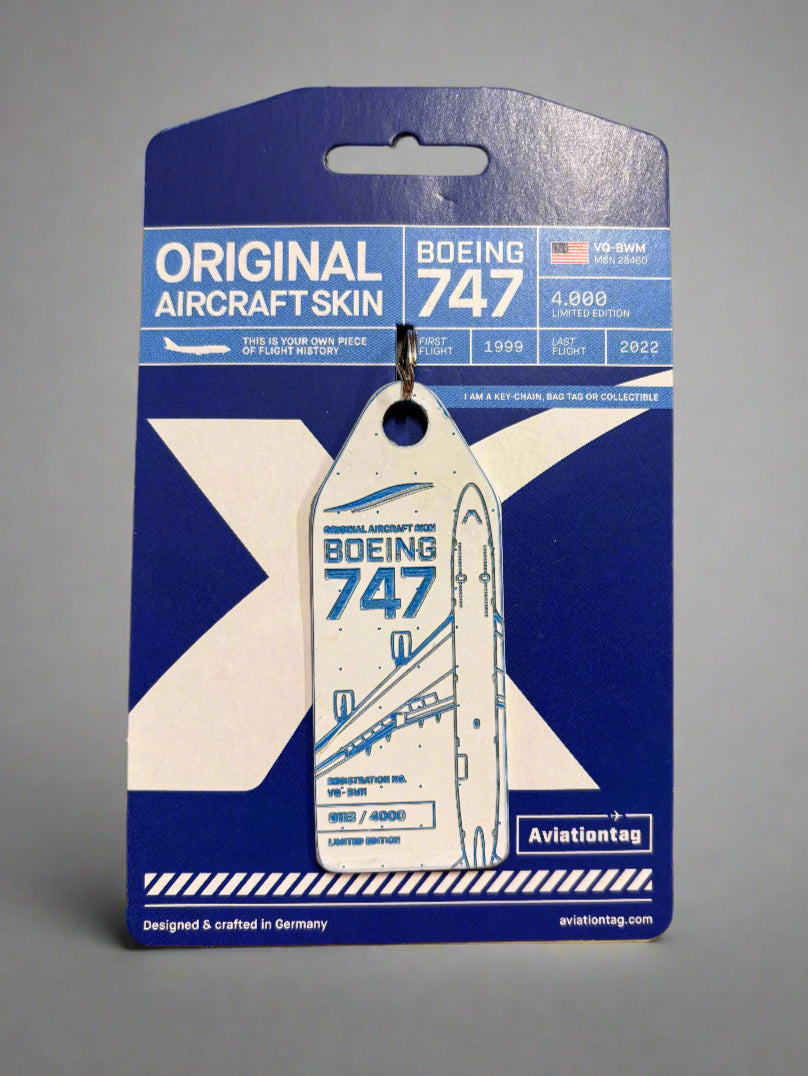 ORIGINAL
AIRCRAFT SKIN
BOEING
747
VQ-BWM
MSN 28460
4.000
LIMITED EDITION
THIS IS YOUR OWN PIECE
OF FLIGHT HISTORY
FIRST
FLIGHT
1999
LAST
FLIGHT
2022
I AM A KEY-CHAIN, BAG TAG OR COLLECTIBLE
ORIGINAL AIRCRAFT SKIN
BOEING
747
REGISTRATION NO.
VQ-BWM
/ 4000
LIMITED EDITION
Aviationtag
Designed & crafted in Germany
aviationtag.com